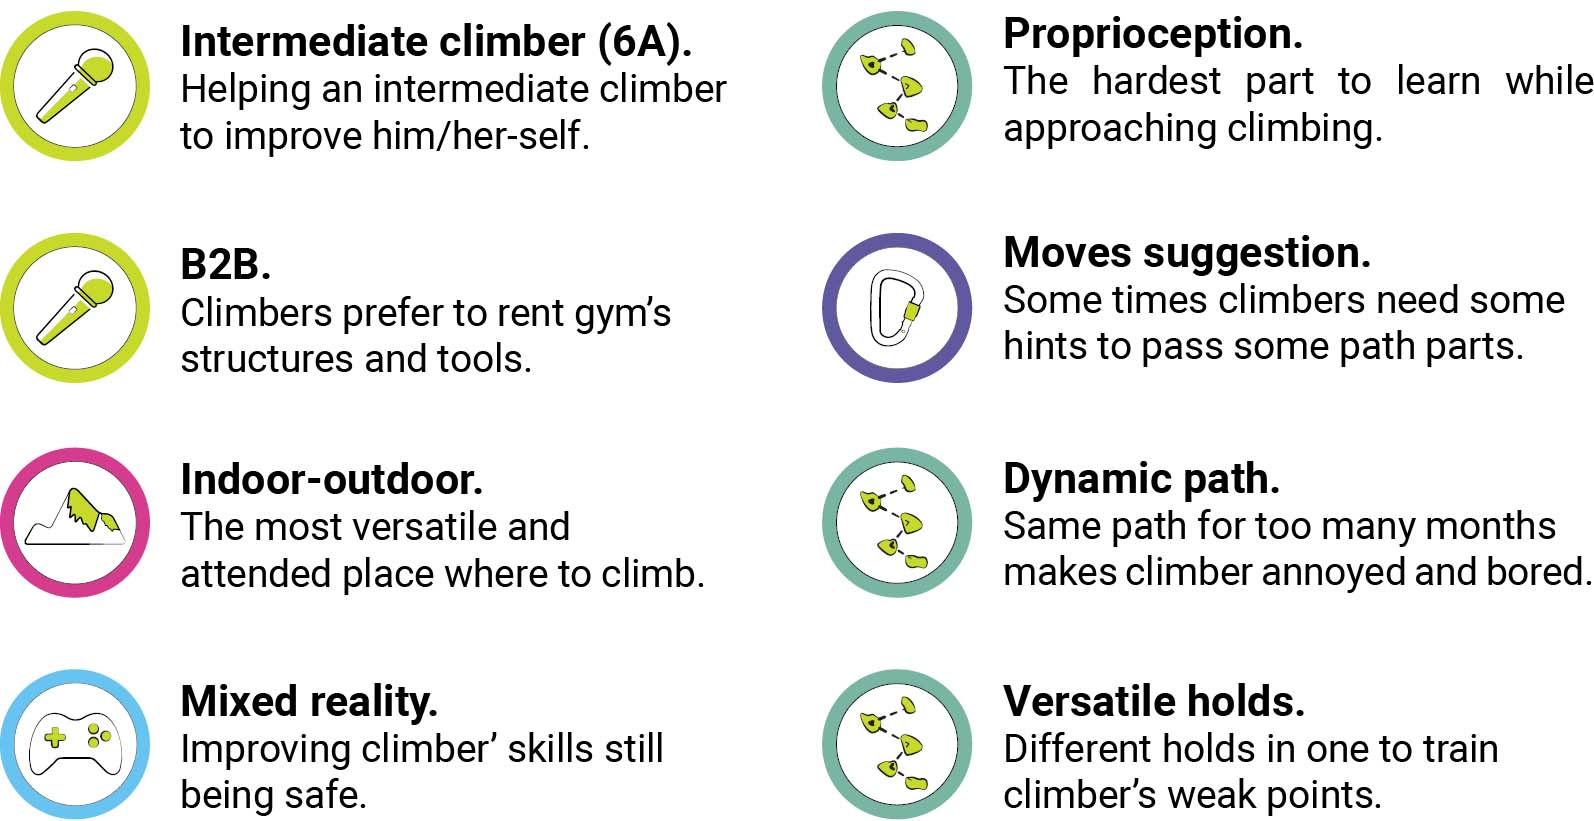 Intermediate climber (6A).
Helping an intermediate climber
to improve him/her-self.
B2B.
Climbers prefer to rent gym's
structures and tools.
Indoor-outdoor.
The most versatile and
attended place where to climb.
Mixed reality.
Improving climber' skills still
being safe.
Proprioception.
The hardest part to learn while
approaching climbing.
Moves suggestion.
Some times climbers need some
hints to pass some path parts.
Dynamic path.
Same path for too many months
makes climber annoyed and bored.
Versatile holds.
Different holds in one to train
climber's weak points.